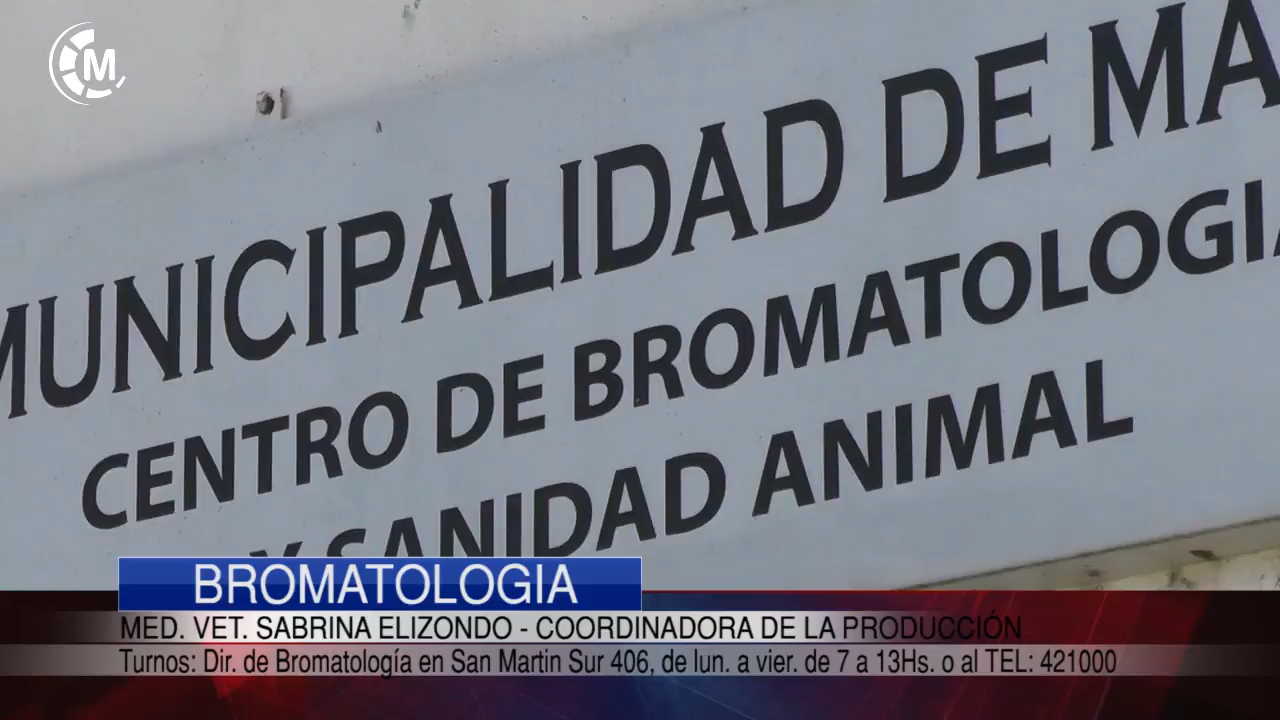 M
MUNICIPALIDAD DE MA
CENTRO DE BROMATOLOGIA
Y SANIDAD ANIMAL
BROMATOLOGIA
MED. VET. SABRINA ELIZONDO - COORDINADORA DE LA PRODUCCIÓN
Turnos: Dir. de Bromatología en San Martin Sur 406, de lun. a vier. de 7 a 13Hs. o al TEL: 421000